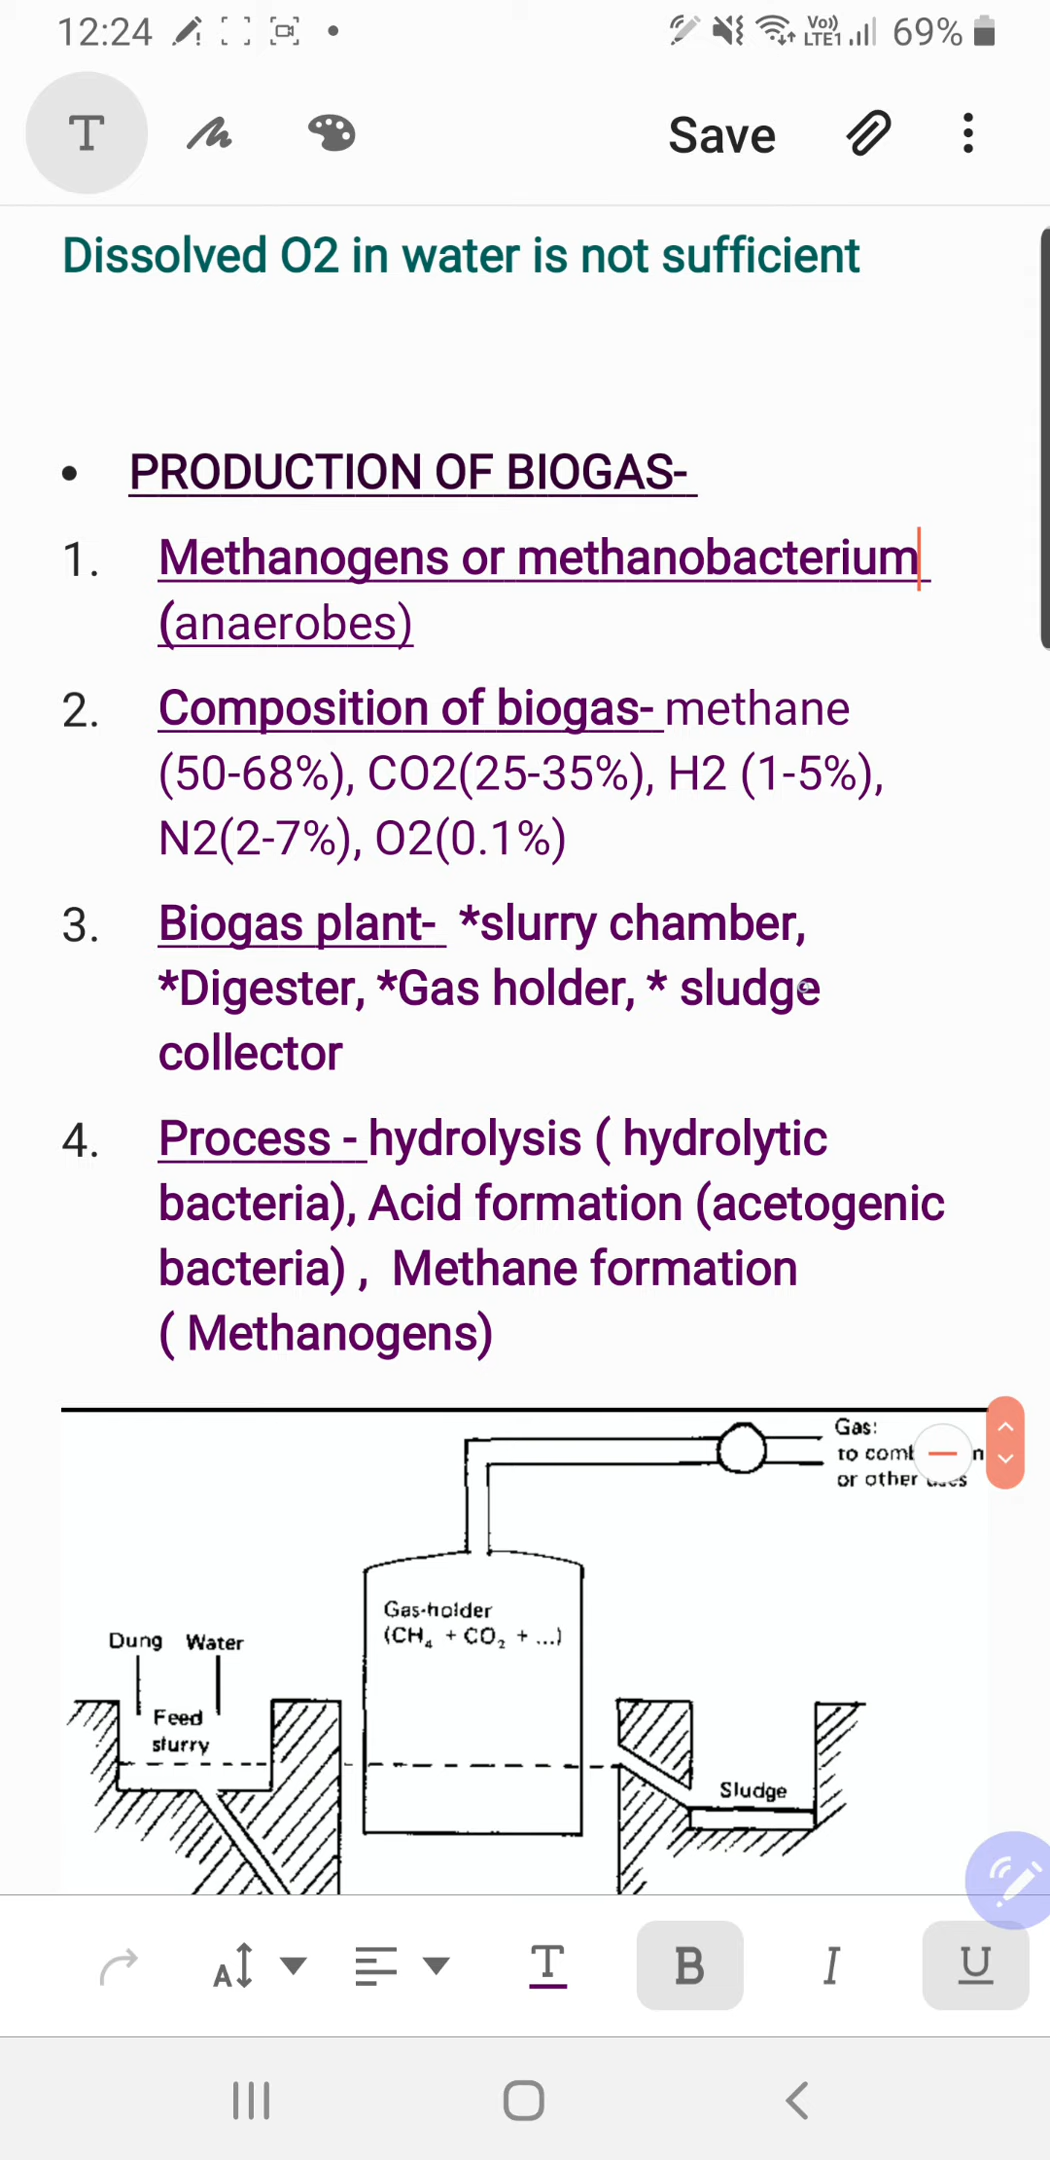 12:24
Vo))
LTE1
69%
T
Save
Dissolved O2 in water is not sufficient
• PRODUCTION OF BIOGAS-
1. Methanogens or methanobacterium
(anaerobes)
2. Composition of biogas- methane
(50-68%), CO2(25-35%), H2 (1-5%),
N2(2-7%), O2(0.1%)
3. Biogas plant- *slurry chamber,
*Digester, *Gas holder, * sludge
collector
4. Process - hydrolysis ( hydrolytic
bacteria), Acid formation (acetogenic
bacteria) , Methane formation
( Methanogens)
Gas:
to
or other
Gas-holder
(CH₄ + CO₂ + ...)
Dung Water
Feed
slurry
Sludge
A T B I U